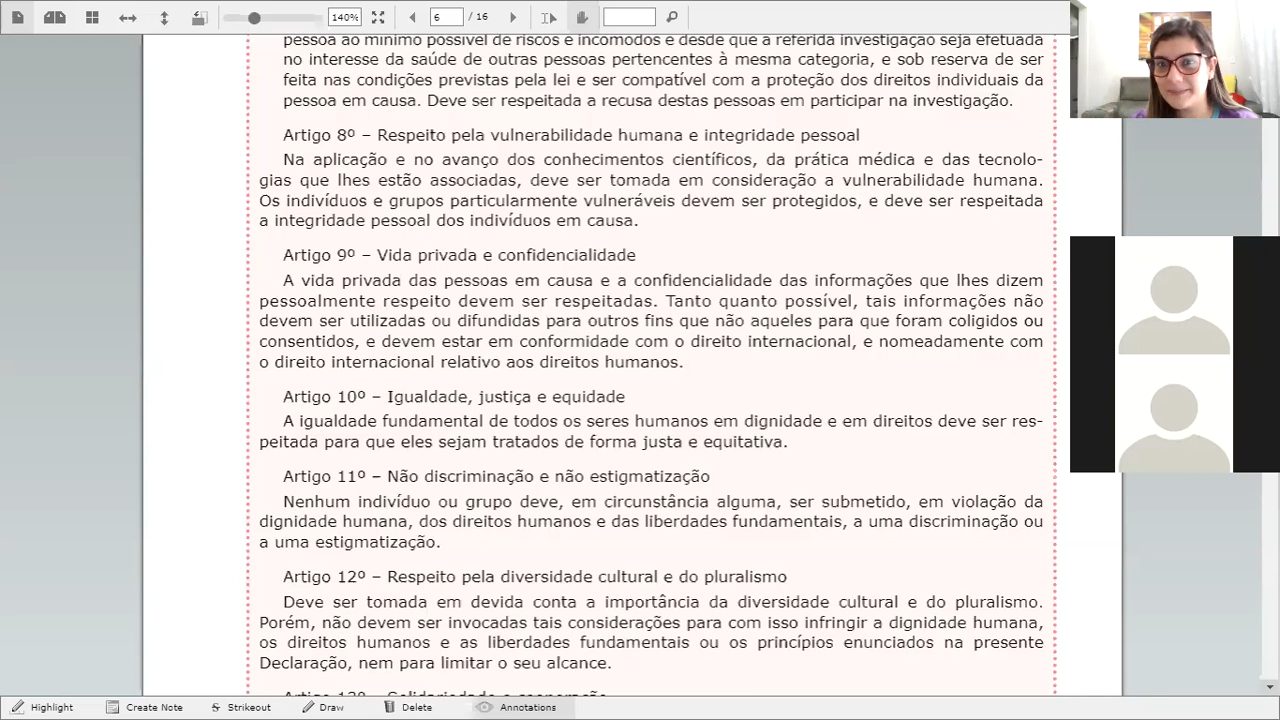 140%
6 / 16
pessoa ao mínimo possível de riscos e incômodos e desde que a referida investigação seja efetuada
no interesse da saúde de outras pessoas pertencentes à mesma categoria, e sob reserva de ser
feita nas condições previstas pela lei e ser compatível com a proteção dos direitos individuais da
pessoa em causa. Deve ser respeitada a recusa destas pessoas em participar na investigação.
Artigo 8º – Respeito pela vulnerabilidade humana e integridade pessoal
Na aplicação e no avanço dos conhecimentos científicos, da prática médica e das tecnolo-
gias que lhes estão associadas, deve ser tomada em consideração a vulnerabilidade humana.
Os indivíduos e grupos particularmente vulneráveis devem ser protegidos, e deve ser respeitada
a integridade pessoal dos indivíduos em causa.
Artigo 9º – Vida privada e confidencialidade
A vida privada das pessoas em causa e a confidencialidade das informações que lhes dizem
pessoalmente respeito devem ser respeitadas. Tanto quanto possível, tais informações não
devem ser utilizadas ou difundidas para outros fins que não aqueles para que foram coligidos ou
consentidos, e devem estar em conformidade com o direito internacional, e nomeadamente com
o direito internacional relativo aos direitos humanos.
Artigo 10º – Igualdade, justiça e equidade
A igualdade fundamental de todos os seres humanos em dignidade e em direitos deve ser res-
peitada para que eles sejam tratados de forma justa e equitativa.
Artigo 11º – Não discriminação e não estigmatização
Nenhum indivíduo ou grupo deve, em circunstância alguma, ser submetido, em violação da
dignidade humana, dos direitos humanos e das liberdades fundamentais, a uma discriminação ou
a uma estigmatização.
Artigo 12º – Respeito pela diversidade cultural e do pluralismo
Deve ser tomada em devida conta a importância da diversidade cultural e do pluralismo.
Porém, não devem ser invocadas tais considerações para com isso infringir a dignidade humana,
os direitos humanos e as liberdades fundamentais ou os princípios enunciados na presente
Declaração, nem para limitar o seu alcance.
Highlight Create Note Strikeout Draw Delete Annotations